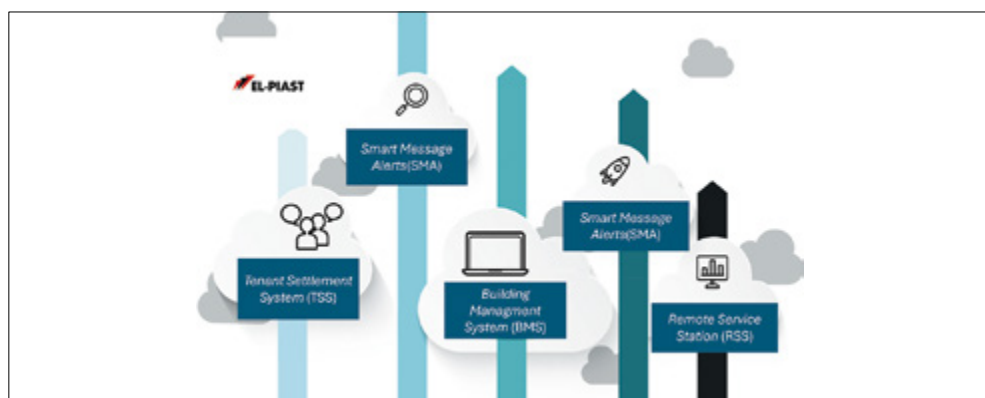 EL-PIAST
Smart Message
Alerts(SMA)
Tenant Settlement
System (TSS)
Building
Managment
System (BMS)
Smart Message
Alerts(SMA)
Remote Service
Station (RSS)